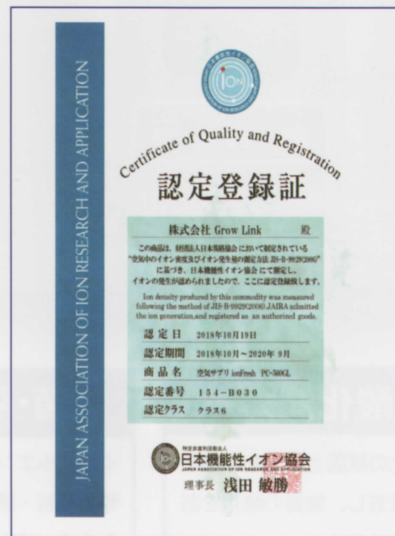 JAPAN ASSOCIATION OF ION RESEARCH AND APPLICATION
ION
Certificate of Quality and Registration
認定登録証
株式会社 Grow Link 殿
この商品は、財団法人日本規格協会 において制定されている
"空気中のイオン密度及びイオン発生量の測定方法 JIS-B-9929(2006)"
に基づき、日本機能性イオン協会 にて測定し、
イオンの発生が認められましたので、ここに認定登録致します。
Ion density produced by this commodity was measured
following the method of JIS-B-9929(2006) JAIRA admitted
the ion generation,and registored as an authorized goods.
認定日 2018年10月19日
認定期間 2018年10月~2020年 9月
商品名 空気サプリ ionFresh PC-560GL
認定番号 154-H030
認定クラス クラス6
特定非営利活動法人
日本機能性イオン協会
JAPAN ASSOCIATION OF ION RESEARCH AND APPLICATION
理事長 浅田 敏勝